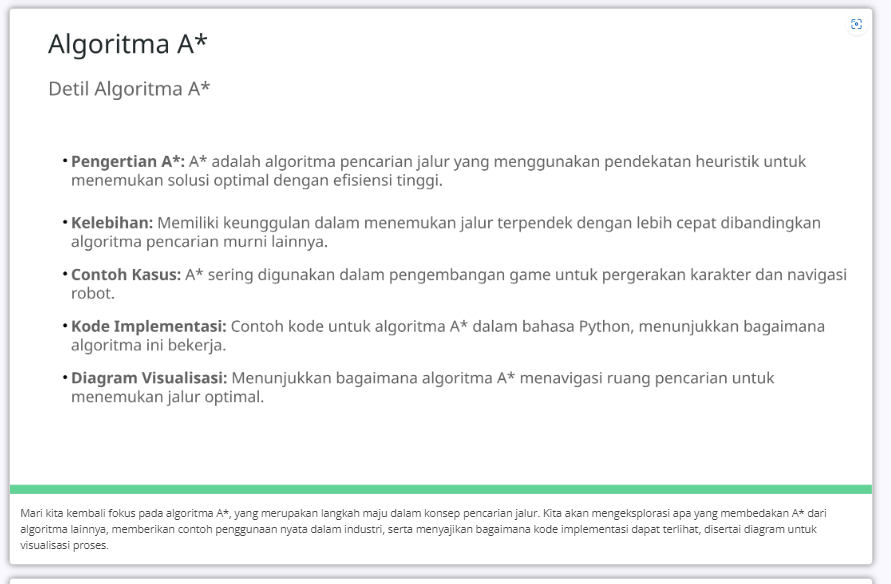 Algoritma A*
Detil Algoritma A*
• Pengertian A*: A* adalah algoritma pencarian jalur yang menggunakan pendekatan heuristik untuk
menemukan solusi optimal dengan efisiensi tinggi.
• Kelebihan: Memiliki keunggulan dalam menemukan jalur terpendek dengan lebih cepat dibandingkan
algoritma pencarian murni lainnya.
• Contoh Kasus: A* sering digunakan dalam pengembangan game untuk pergerakan karakter dan navigasi
robot.
• Kode Implementasi: Contoh kode untuk algoritma A* dalam bahasa Python, menunjukkan bagaimana
algoritma ini bekerja.
• Diagram Visualisasi: Menunjukkan bagaimana algoritma A* menavigasi ruang pencarian untuk
menemukan jalur optimal.
Mari kita kembali fokus pada algoritma A*, yang merupakan langkah maju dalam konsep pencarian jalur. Kita akan mengeksplorasi apa yang membedakan A* dari
algoritma lainnya, memberikan contoh penggunaan nyata dalam industri, serta menyajikan bagaimana kode implementasi dapat terlihat, disertai diagram untuk
visualisasi proses.